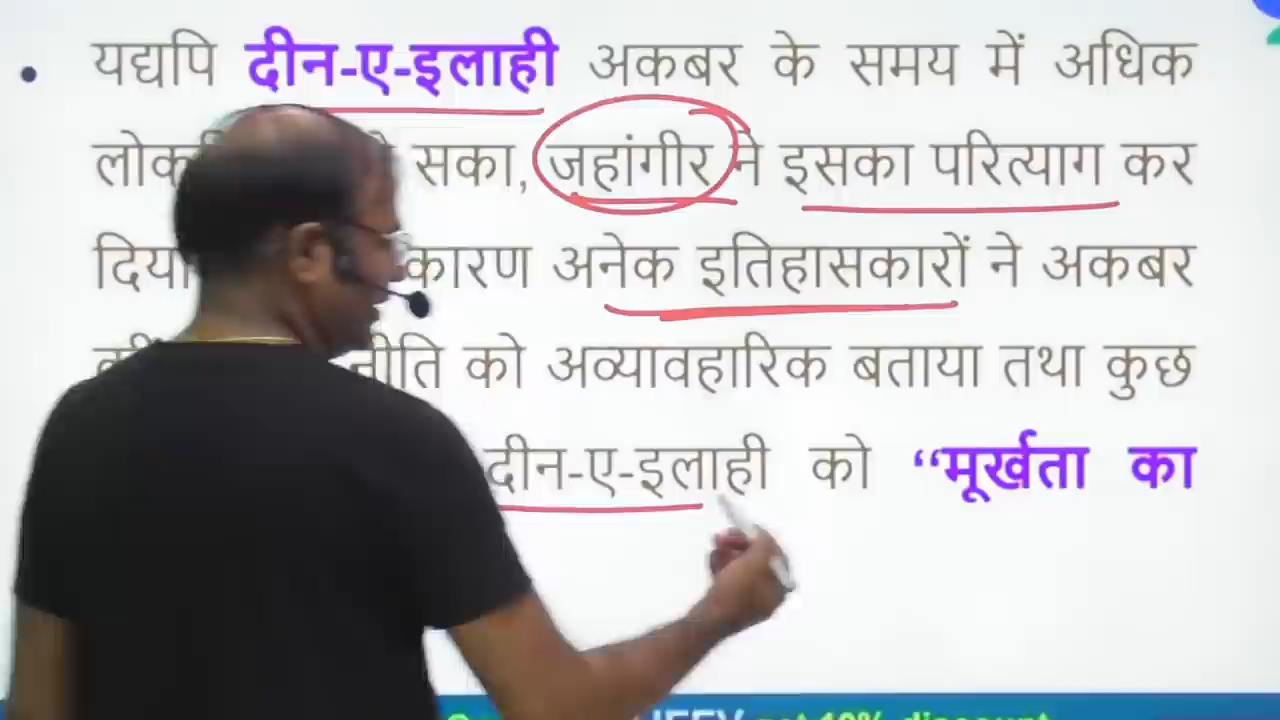 • यद्यपि दीन-ए-इलाही अकबर के समय में अधिक
सका, जहांगीर ने इसका परित्याग कर
कारण अनेक इतिहासकारों ने अकबर
को अव्यावहारिक बताया तथा कुछ
दीन-ए-इलाही को “मूर्खता का